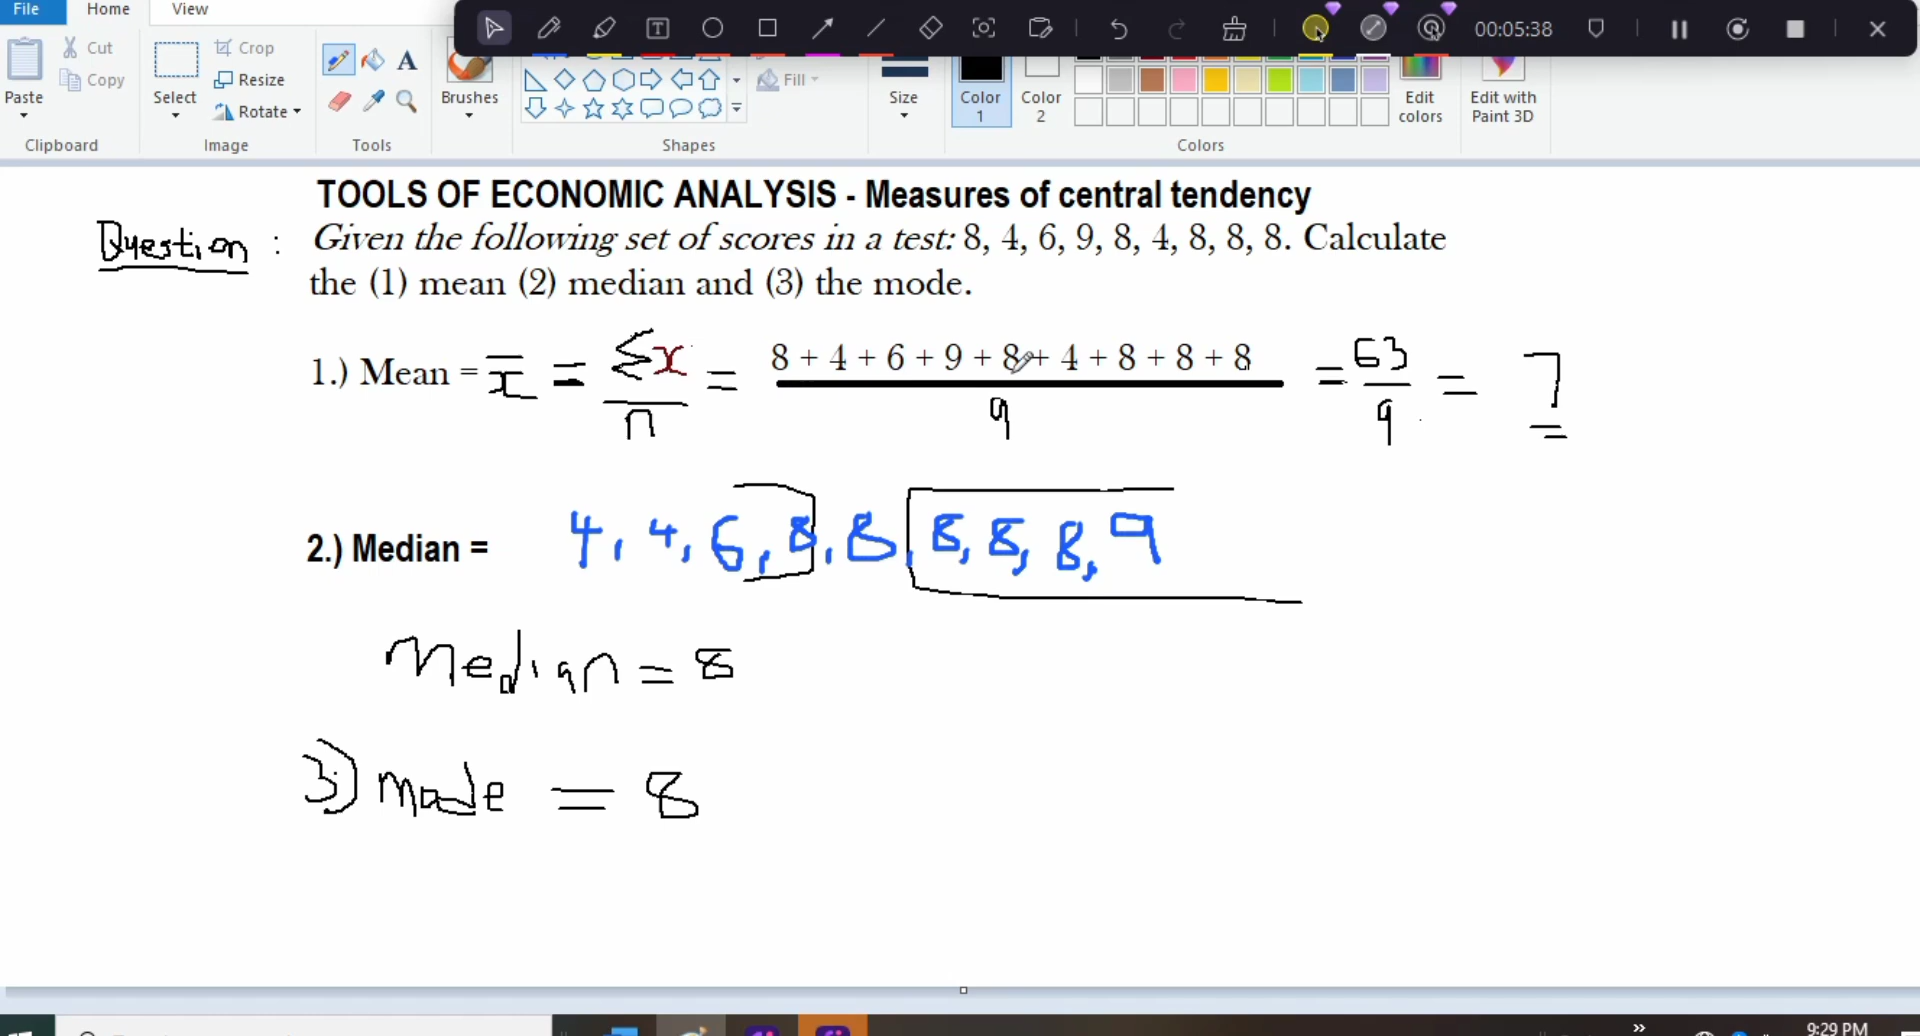 File Home View
00:05:38
Cut
Crop
Copy
Resize
Rotate
Paste
Select
Brushes
Fill
Size
Color 1
Color 2
Edit colors
Edit with Paint 3D
Clipboard
Image
Tools
Shapes
Colors
TOOLS OF ECONOMIC ANALYSIS - Measures of central tendency
Question : Given the following set of scores in a test: 8, 4, 6, 9, 8, 4, 8, 8, 8. Calculate
the (1) mean (2) median and (3) the mode.
1.) Mean = x̅ = Σx/n = 8 + 4 + 6 + 9 + 8 + 4 + 8 + 8 + 8 / 9 = 63/9 = 7
2.) Median = 4, 4, 6, 8, 8, 8, 8, 8, 9
Median = 8
3) mode = 8
9:29 PM